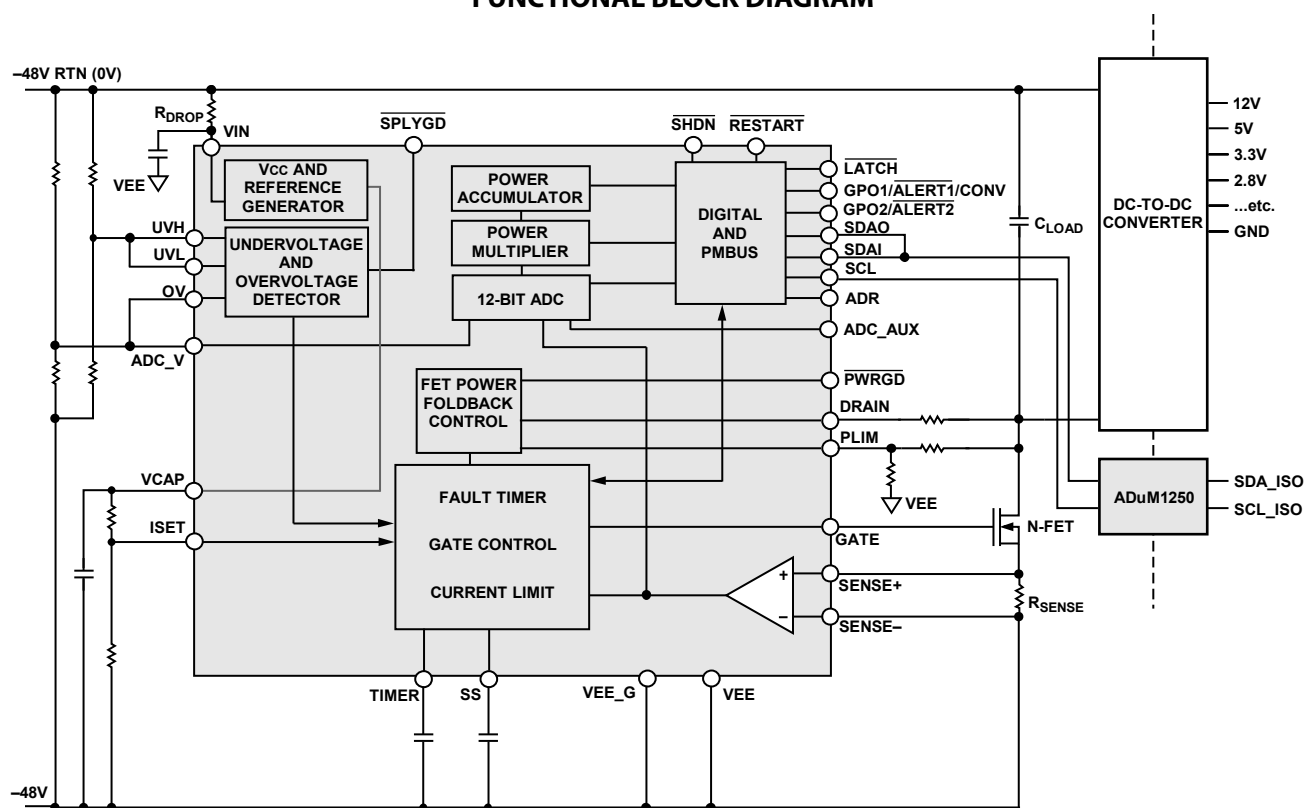 FUNCTIONAL BLOCK DIAGRAM
–48V RTN (0V)
RDROP
VIN
VEE
SPLYGD
SHDN
RESTART
VCC AND
REFERENCE
GENERATOR
UVH
UVL
OV
UNDERVOLTAGE
AND
OVERVOLTAGE
DETECTOR
ADC_V
POWER
ACCUMULATOR
POWER
MULTIPLIER
12-BIT ADC
DIGITAL
AND
PMBUS
LATCH
GPO1/ALERT1/CONV
GPO2/ALERT2
SDAO
SDAI
SCL
ADR
ADC_AUX
PWRGD
DRAIN
PLIM
VEE
FET POWER
FOLDBACK
CONTROL
VCAP
ISET
FAULT TIMER
GATE CONTROL
CURRENT LIMIT
GATE
+
SENSE+
–
SENSE–
CLOAD
DC-TO-DC
CONVERTER
12V
5V
3.3V
2.8V
...etc.
GND
ADuM1250
SDA_ISO
SCL_ISO
N-FET
RSENSE
TIMER
SS
VEE_G
VEE
–48V